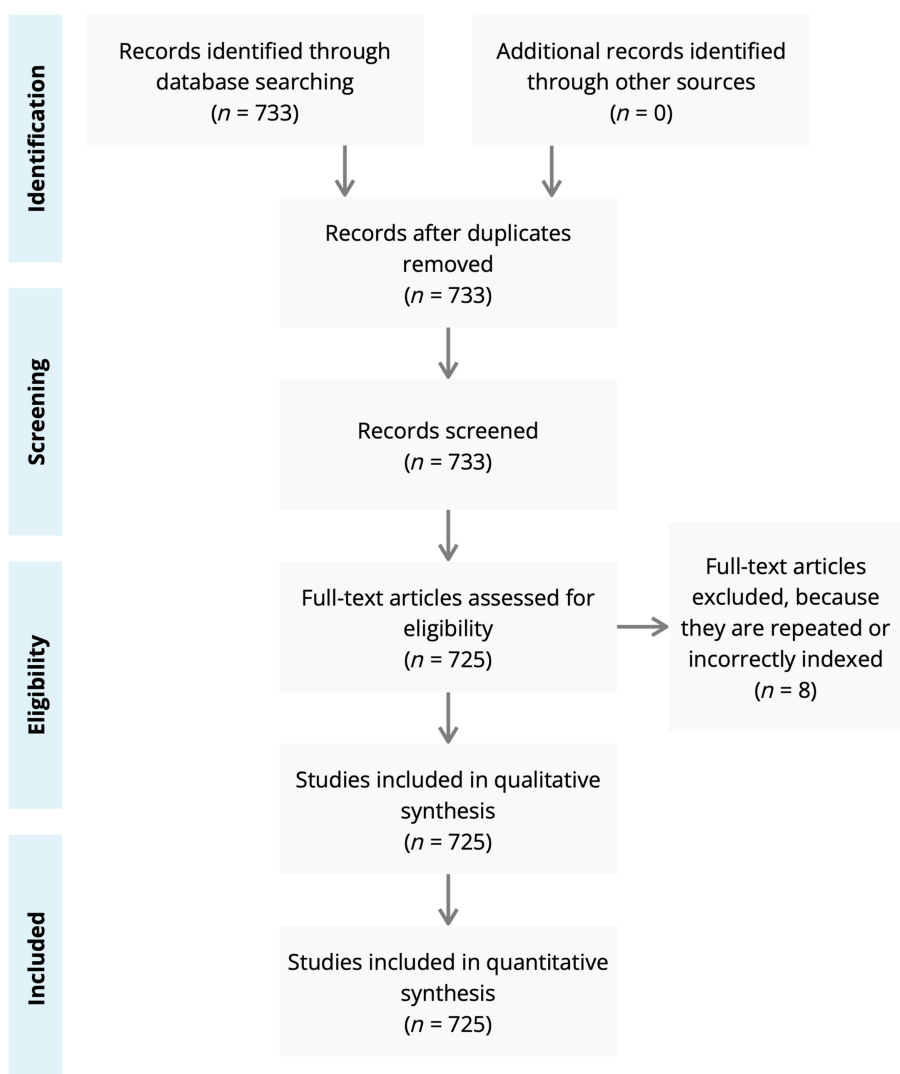 Identification
Records identified through
database searching
(n = 733)
Additional records identified
through other sources
(n = 0)
Records after duplicates
removed
(n = 733)
Screening
Records screened
(n = 733)
Eligibility
Full-text articles assessed for
eligibility
(n = 725)
Full-text articles
excluded, because
they are repeated or
incorrectly indexed
(n = 8)
Studies included in qualitative
synthesis
(n = 725)
Included
Studies included in quantitative
synthesis
(n = 725)